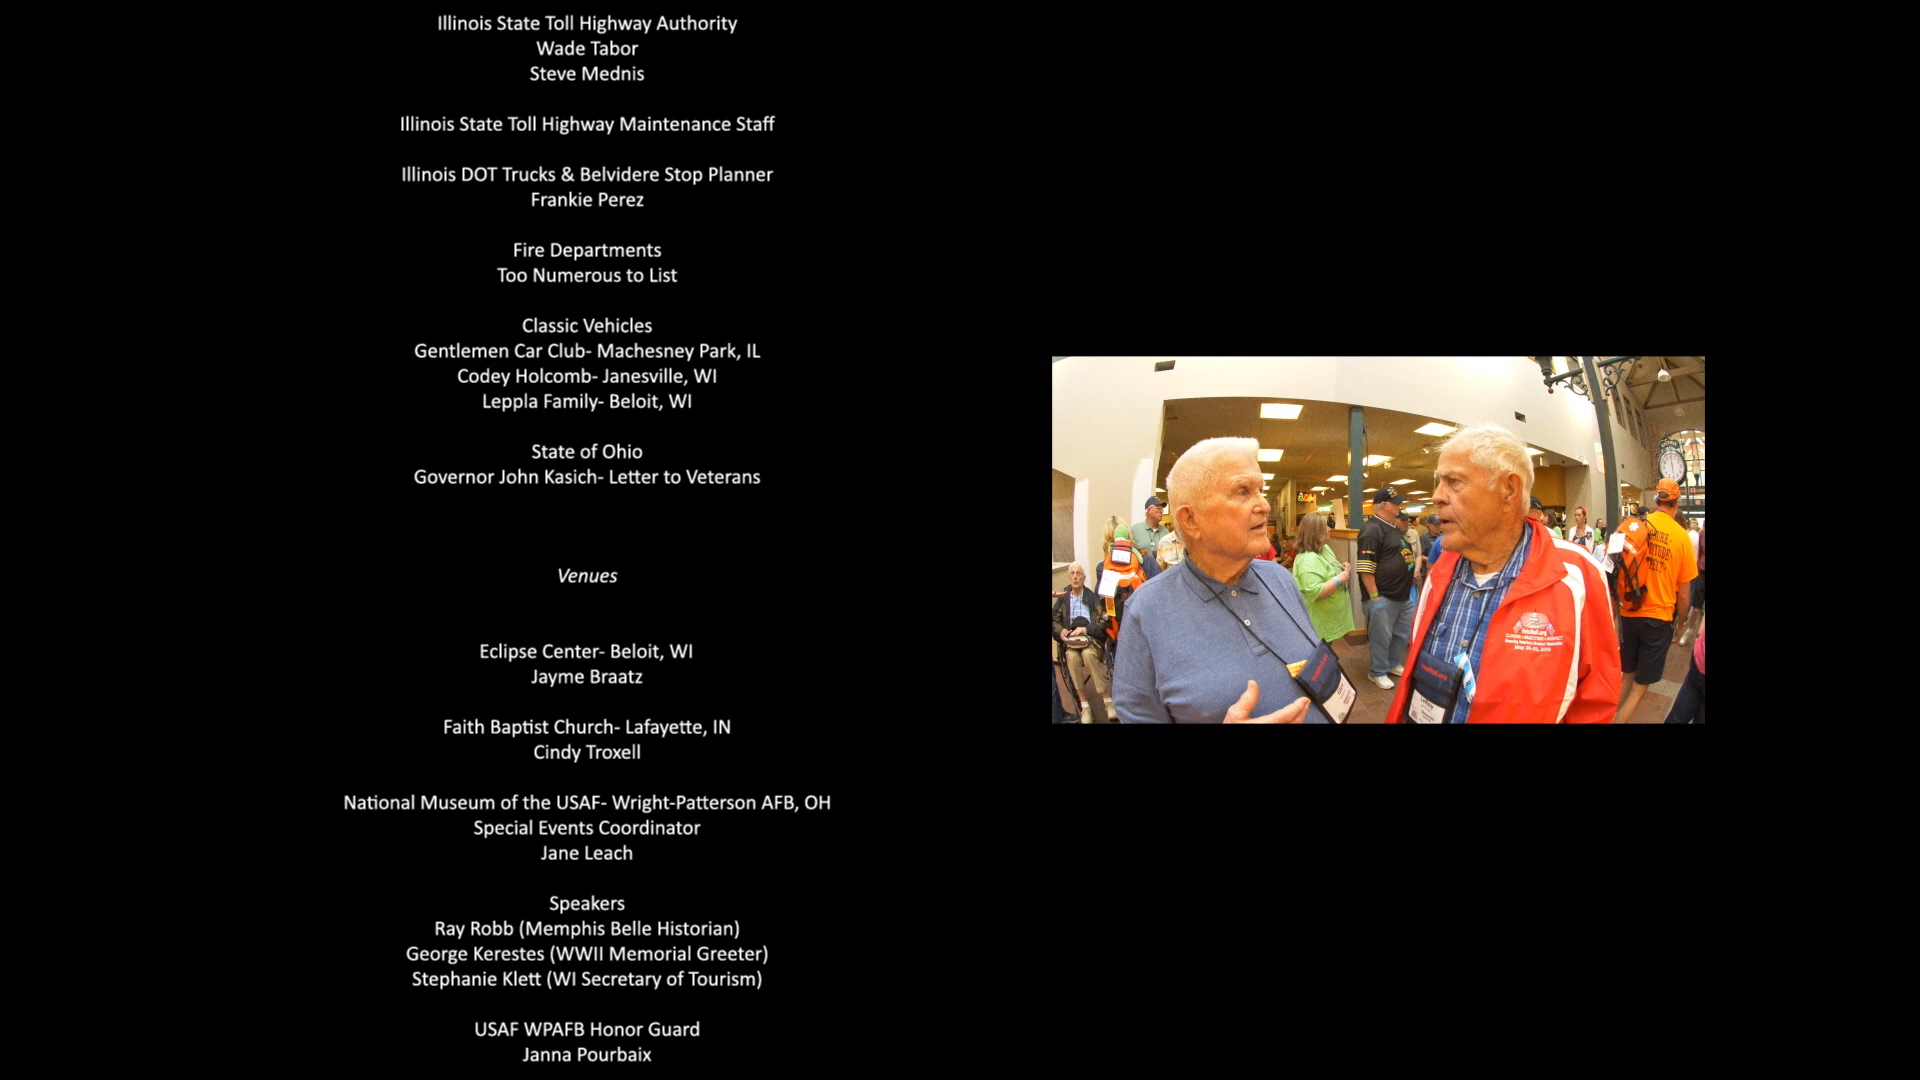 Illinois State Toll Highway Authority
Wade Tabor
Steve Mednis
Illinois State Toll Highway Maintenance Staff
Illinois DOT Trucks & Belvidere Stop Planner
Frankie Perez
Fire Departments
Too Numerous to List
Classic Vehicles
Gentlemen Car Club- Machesney Park, IL
Codey Holcomb- Janesville, WI
Leppla Family- Beloit, WI
State of Ohio
Governor John Kasich- Letter to Veterans
Venues
Eclipse Center- Beloit, WI
Jayme Braatz
Faith Baptist Church- Lafayette, IN
Cindy Troxell
National Museum of the USAF- Wright-Patterson AFB, OH
Special Events Coordinator
Jane Leach
Speakers
Ray Robb (Memphis Belle Historian)
George Kerestes (WWII Memorial Greeter)
Stephanie Klett (WI Secretary of Tourism)
USAF WPAFB Honor Guard
Janna Pourbaix